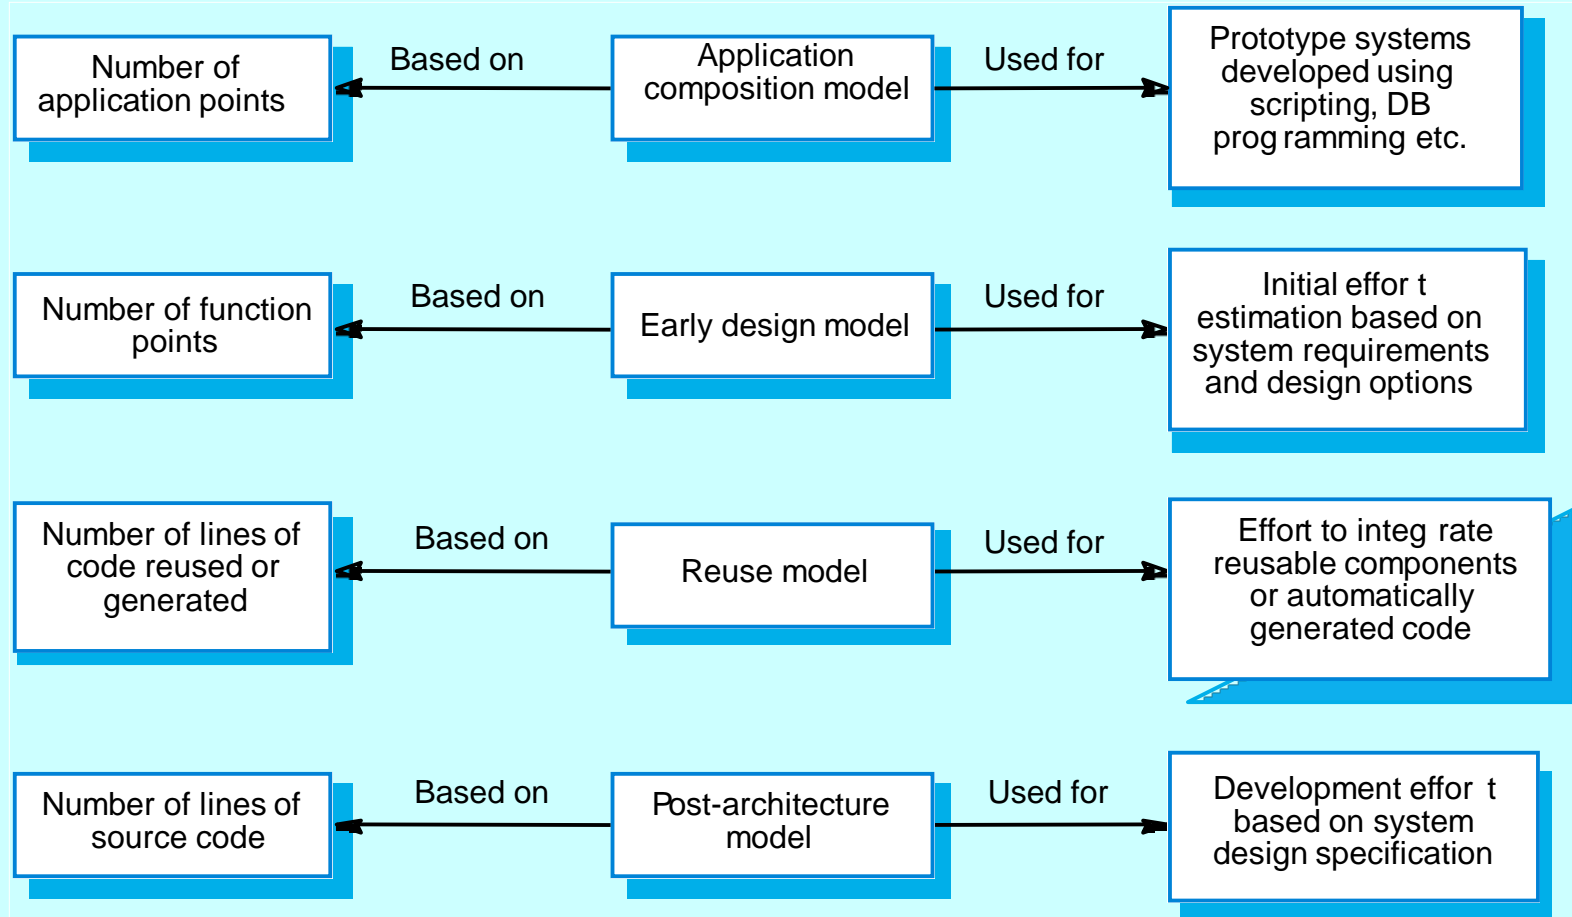 Number of
application points
Based on
Application
composition model
Used for
Prototype systems
developed using
scripting, DB
prog ramming etc.
Number of function
points
Based on
Early design model
Used for
Initial effor t
estimation based on
system requirements
and design options
Number of lines of
code reused or
generated
Based on
Reuse model
Used for
Effort to integ rate
reusable components
or automatically
generated code
Number of lines of
source code
Based on
Post-architecture
model
Used for
Development effor t
based on system
design specification